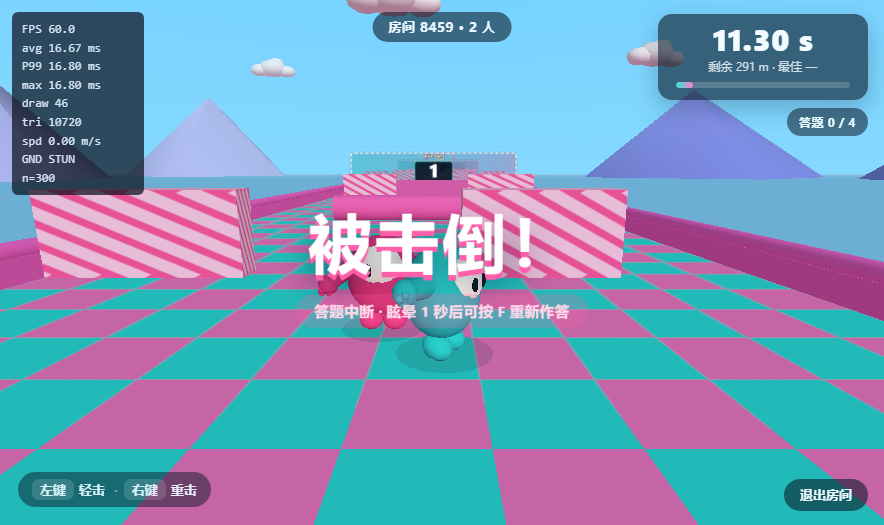 FPS 60.0
avg 16.67 ms
P99 16.80 ms
max 16.80 ms
draw 46
tri 10720
spd 0.00 m/s
GND STUN
n=300
房间 8459 • 2 人
11.30 s
剩余 291 m · 最佳 —
答题 0 / 4
1
被击倒！
答题中断 · 眩晕 1 秒后可按 F 重新作答
左键 轻击 · 右键 重击
退出房间